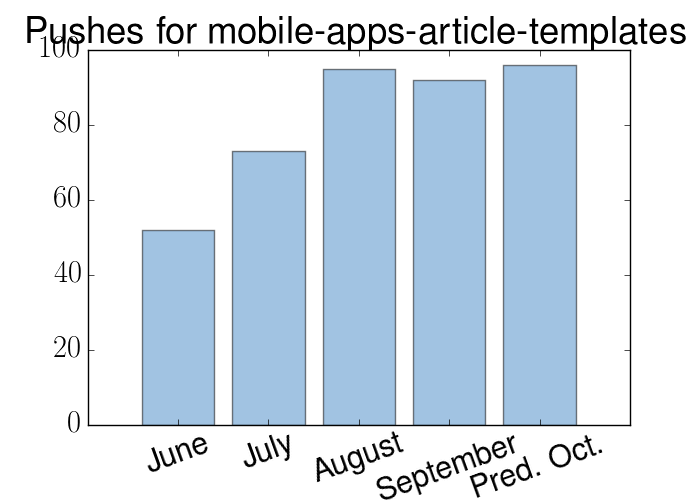 Pushes for mobile-apps-article-templates
100
80
60
40
20
0
June
July
August
September
Pred. Oct.